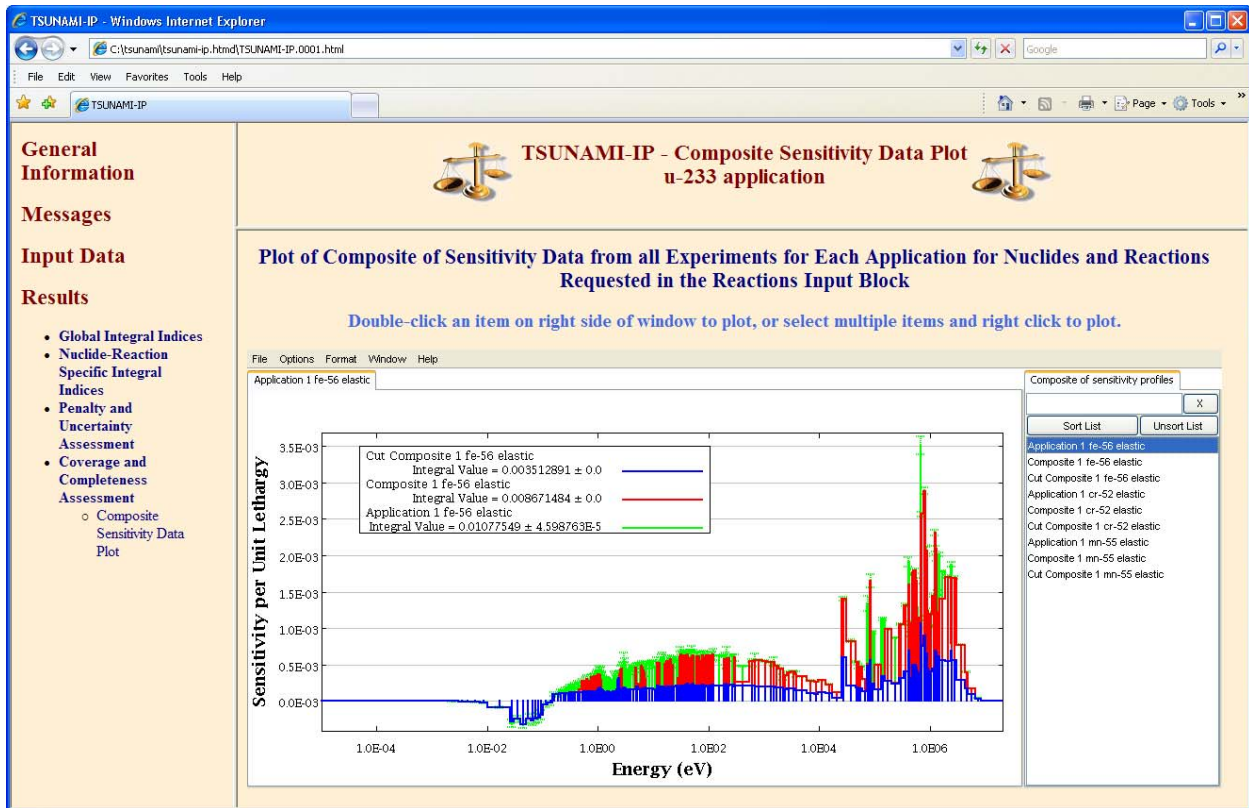 TSUNAMI-IP - Windows Internet Explorer
C:\tsunami\tsunami-ip.htmd\TSUNAMI-IP.0001.html
Google
File Edit View Favorites Tools Help
TSUNAMI-IP
Page Tools
General
Information
Messages
Input Data
Results
Global Integral Indices
Nuclide-Reaction
Specific Integral
Indices
Penalty and
Uncertainty
Assessment
Coverage and
Completeness
Assessment
Composite
Sensitivity Data
Plot
TSUNAMI-IP - Composite Sensitivity Data Plot
u-233 application
Plot of Composite of Sensitivity Data from all Experiments for Each Application for Nuclides and Reactions
Requested in the Reactions Input Block
Double-click an item on right side of window to plot, or select multiple items and right click to plot.
File Options Format Window Help
Application 1 fe-56 elastic
Sensitivity per Unit Lethargy
3.5E-03
3.0E-03
2.5E-03
2.0E-03
1.5E-03
1.0E-03
0.5E-03
0.0E-03
Cut Composite 1 fe-56 elastic
Integral Value = 0.003512891 ± 0.0
Composite 1 fe-56 elastic
Integral Value = 0.008671484 ± 0.0
Application 1 fe-56 elastic
Integral Value = 0.01077549 ± 4.598763E-5
1.0E-04 1.0E-02 1.0E00 1.0E02 1.0E04 1.0E06
Energy (eV)
Composite of sensitivity profiles
X
Sort List Unsort List
Application 1 fe-56 elastic
Composite 1 fe-56 elastic
Cut Composite 1 fe-56 elastic
Application 1 cr-52 elastic
Composite 1 cr-52 elastic
Cut Composite 1 cr-52 elastic
Application 1 mn-55 elastic
Composite 1 mn-55 elastic
Cut Composite 1 mn-55 elastic